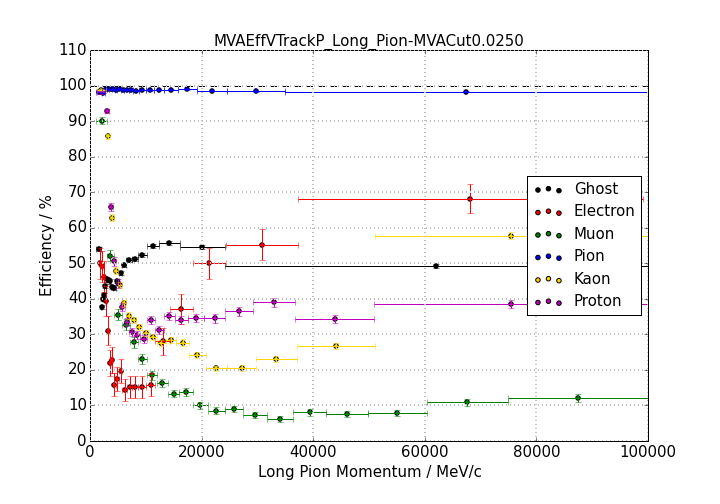 MVAEffVTrackP_Long_Pion-MVACut0.0250
110
100
90
80
70
60
50
40
30
20
10
0
Efficiency / %
Ghost
Electron
Muon
Pion
Kaon
Proton
0 20000 40000 60000 80000 100000
Long Pion Momentum / MeV/c